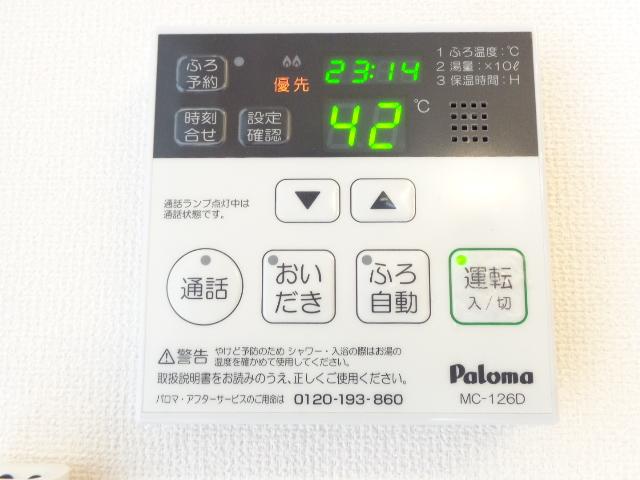 ふろ
予約
優先
23:14
1 ふろ温度：℃
2 湯量：×10ℓ
3 保温時間：H
時刻
合せ
設定
確認
42 ℃
通話ランプ点灯中は
通話状態です。
▼ ▲
通話
おい
だき
ふろ
自動
運転
入/切
⚠警告 やけど予防のため シャワー・入浴の際はお湯の
温度を確かめて使用してください。
取扱説明書をお読みのうえ、正しくご使用ください。
パロマ・アフターサービスのご用命は 0120-193-860
Paloma
MC-126D